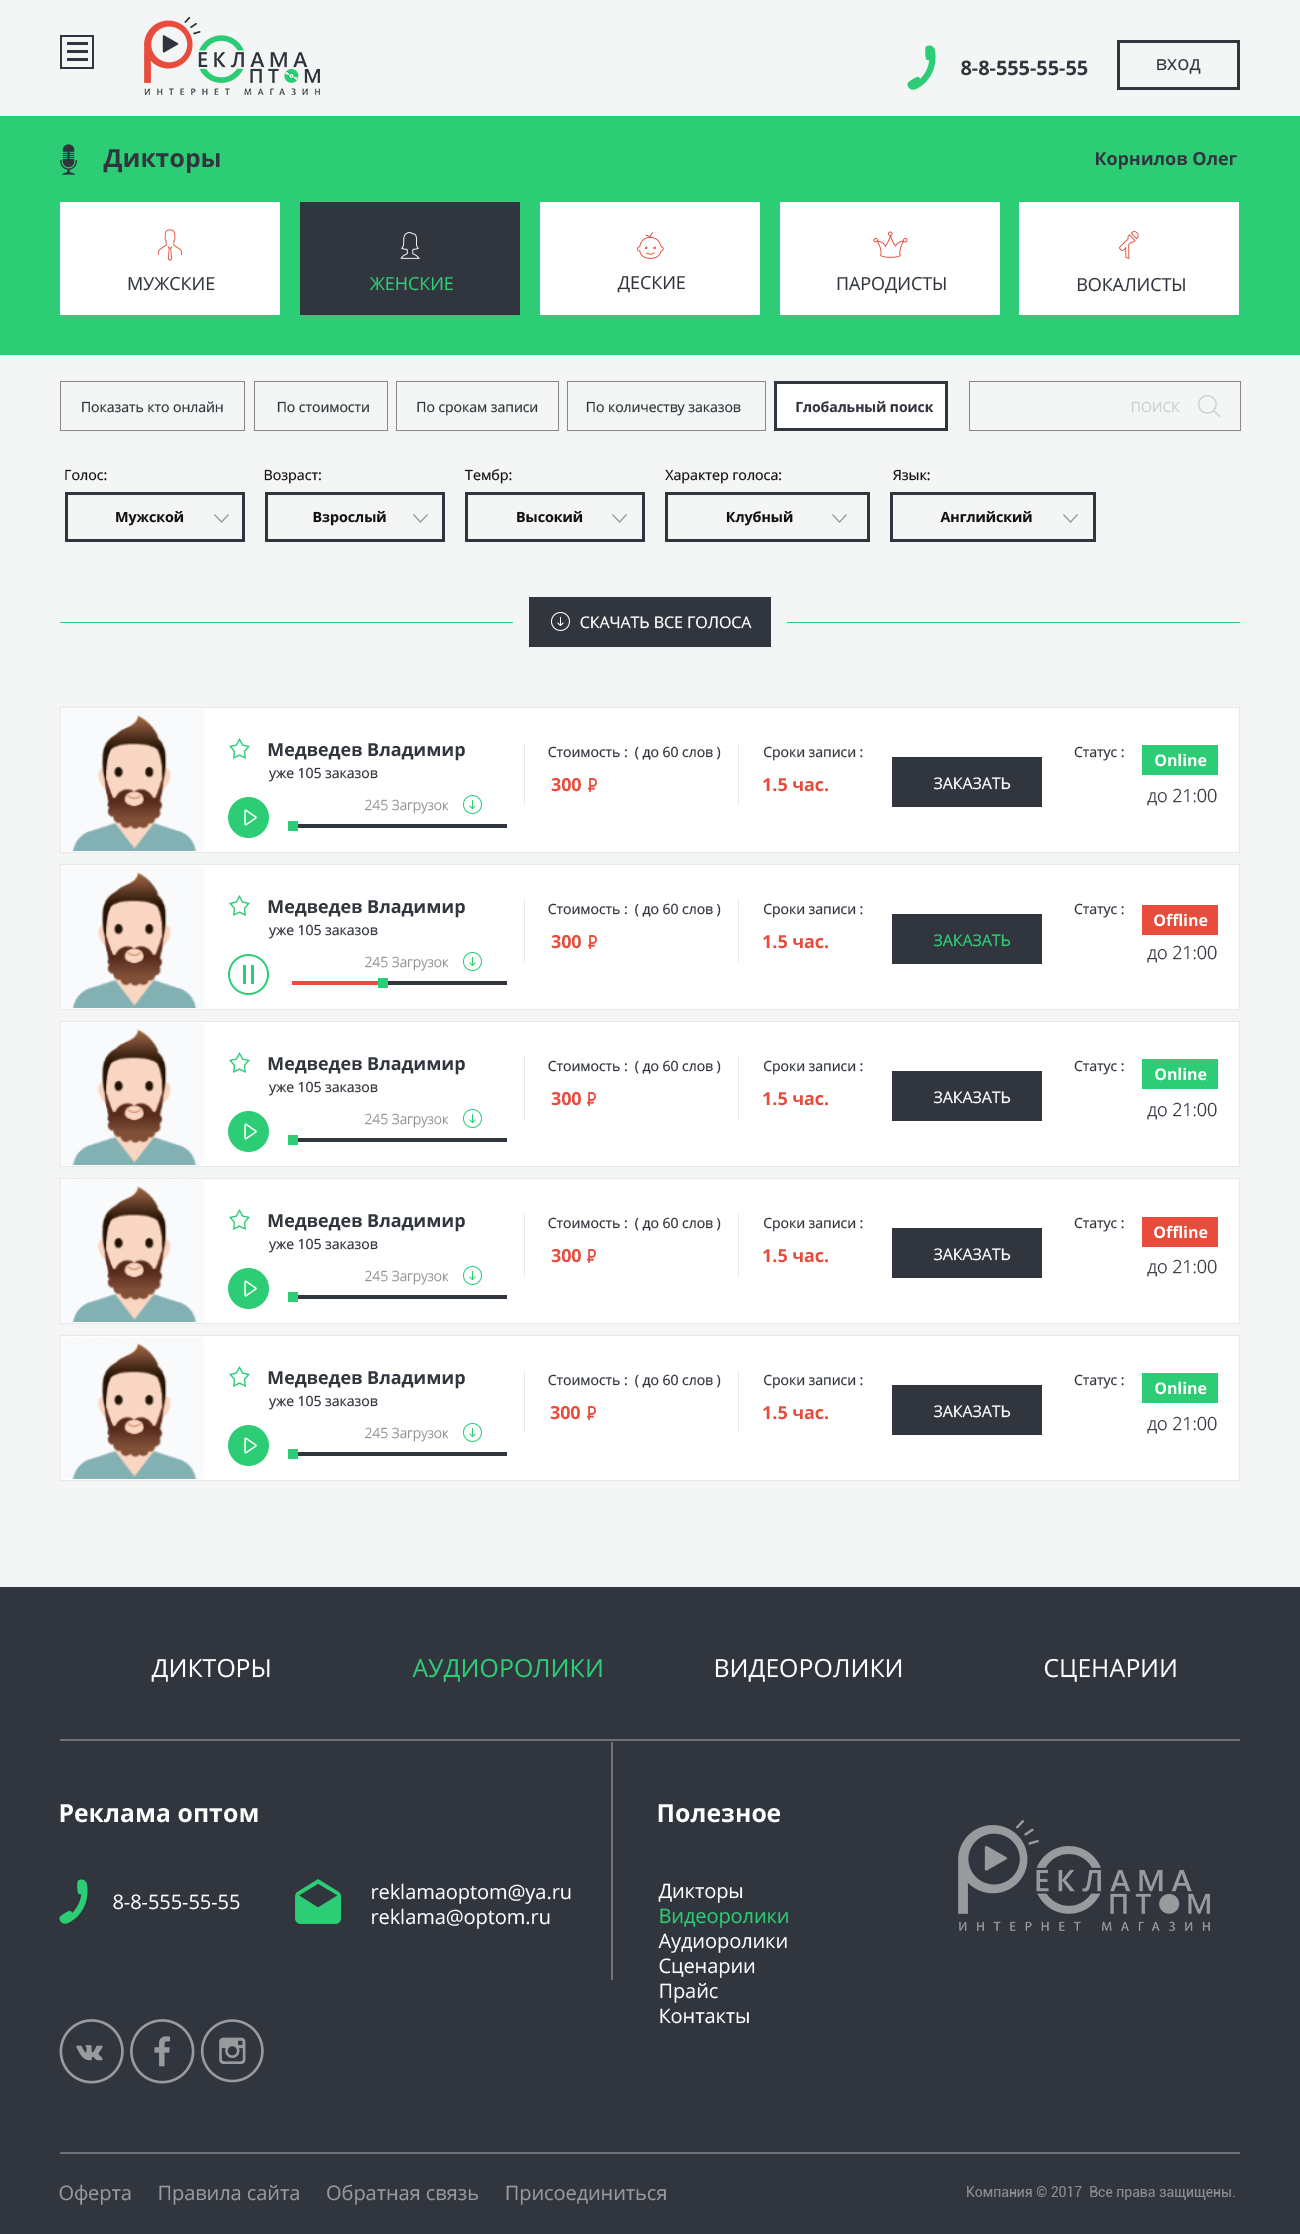 РЕКЛАМА
ОПТОМ
ИНТЕРНЕТ МАГАЗИН
8-8-555-55-55
ВХОД
Дикторы
Корнилов Олег
МУЖСКИЕ
ЖЕНСКИЕ
ДЕСКИЕ
ПАРОДИСТЫ
ВОКАЛИСТЫ
Показать кто онлайн
По стоимости
По срокам записи
По количеству заказов
Глобальный поиск
ПОИСК
Голос:
Возраст:
Тембр:
Характер голоса:
Язык:
Мужской
Взрослый
Высокий
Клубный
Английский
СКАЧАТЬ ВСЕ ГОЛОСА
Медведев Владимир
уже 105 заказов
245 Загрузок
Стоимость : ( до 60 слов )
300 ₽
Сроки записи :
1.5 час.
ЗАКАЗАТЬ
Статус :
Online
до 21:00
Медведев Владимир
уже 105 заказов
245 Загрузок
Стоимость : ( до 60 слов )
300 ₽
Сроки записи :
1.5 час.
ЗАКАЗАТЬ
Статус :
Offline
до 21:00
Медведев Владимир
уже 105 заказов
245 Загрузок
Стоимость : ( до 60 слов )
300 ₽
Сроки записи :
1.5 час.
ЗАКАЗАТЬ
Статус :
Online
до 21:00
Медведев Владимир
уже 105 заказов
245 Загрузок
Стоимость : ( до 60 слов )
300 ₽
Сроки записи :
1.5 час.
ЗАКАЗАТЬ
Статус :
Offline
до 21:00
Медведев Владимир
уже 105 заказов
245 Загрузок
Стоимость : ( до 60 слов )
300 ₽
Сроки записи :
1.5 час.
ЗАКАЗАТЬ
Статус :
Online
до 21:00
ДИКТОРЫ
АУДИОРОЛИКИ
ВИДЕОРОЛИКИ
СЦЕНАРИИ
Реклама оптом
8-8-555-55-55
reklamaoptom@ya.ru
reklama@optom.ru
Полезное
Дикторы
Видеоролики
Аудиоролики
Сценарии
Прайс
Контакты
РЕКЛАМА
ОПТОМ
ИНТЕРНЕТ МАГАЗИН
Оферта
Правила сайта
Обратная связь
Присоединиться
Компания © 2017 Все права защищены.